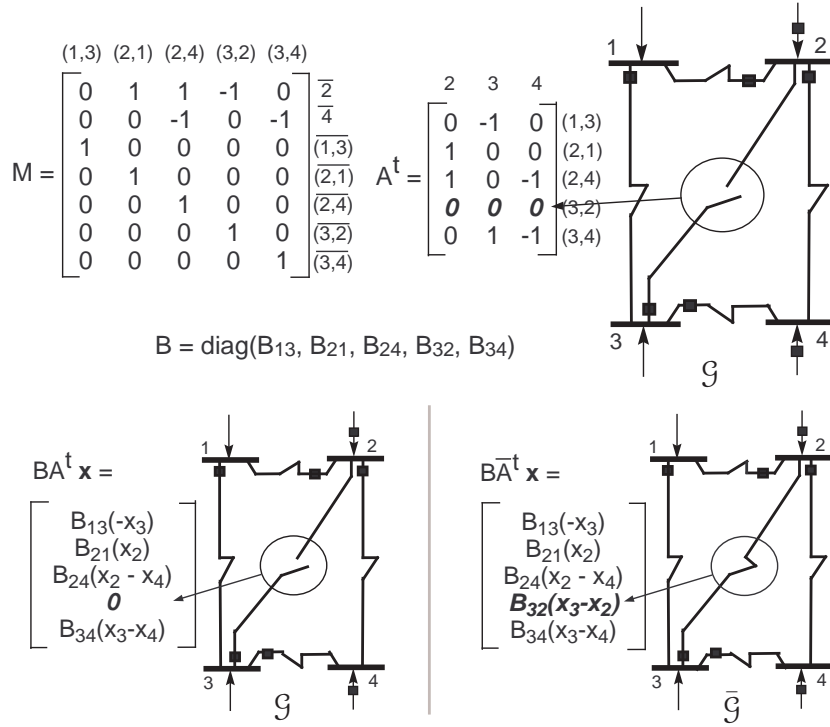 (1,3) (2,1) (2,4) (3,2) (3,4)
M =
0 1 1 -1 0 2̅
0 0 -1 0 -1 4̅
1 0 0 0 0 (1,3)̅
0 1 0 0 0 (2,1)̅
0 0 1 0 0 (2,4)̅
0 0 0 1 0 (3,2)̅
0 0 0 0 1 (3,4)̅
2 3 4
Aᵗ =
0 -1 0 (1,3)
1 0 0 (2,1)
1 0 -1 (2,4)
0 0 0 (3,2)
0 1 -1 (3,4)
1 2
3 4
𝒢
B = diag(B₁₃, B₂₁, B₂₄, B₃₂, B₃₄)
BAᵗ x =
B₁₃(-x₃)
B₂₁(x₂)
B₂₄(x₂ - x₄)
0
B₃₄(x₃-x₄)
1 2
3 4
𝒢
BA̅ᵗ x =
B₁₃(-x₃)
B₂₁(x₂)
B₂₄(x₂ - x₄)
B₃₂(x₃-x₂)
B₃₄(x₃-x₄)
1 2
3 4
𝒢̅